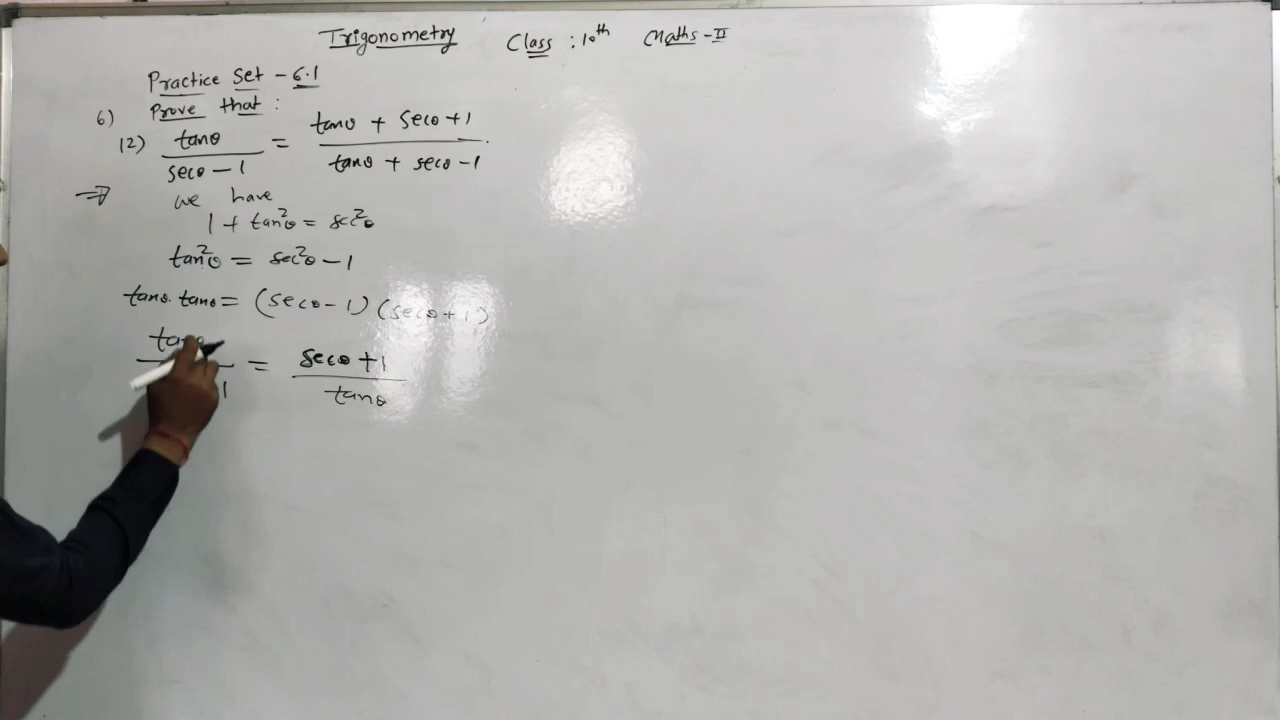 Trigonometry Class : 10th Maths - II
Practice Set - 6.1
6) Prove that :
12) tanθ / secθ - 1 = tanθ + secθ + 1 / tanθ + secθ - 1
⇒ we have
1 + tan²θ = sec²θ
tan²θ = sec²θ - 1
tanθ. tanθ = (secθ - 1) (secθ + 1)
= secθ + 1 / tanθ